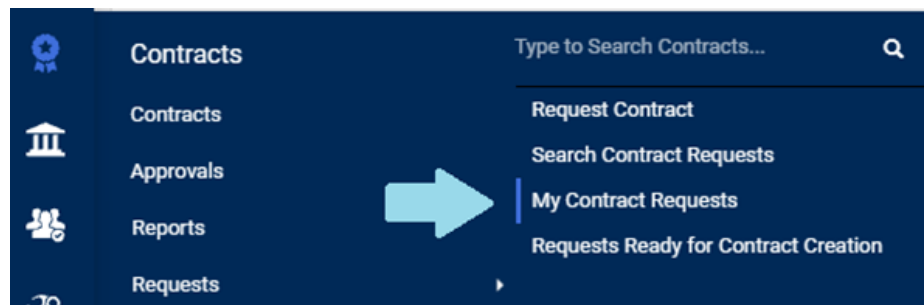 Contracts
Contracts
Approvals
Reports
Requests
Type to Search Contracts...
Request Contract
Search Contract Requests
My Contract Requests
Requests Ready for Contract Creation